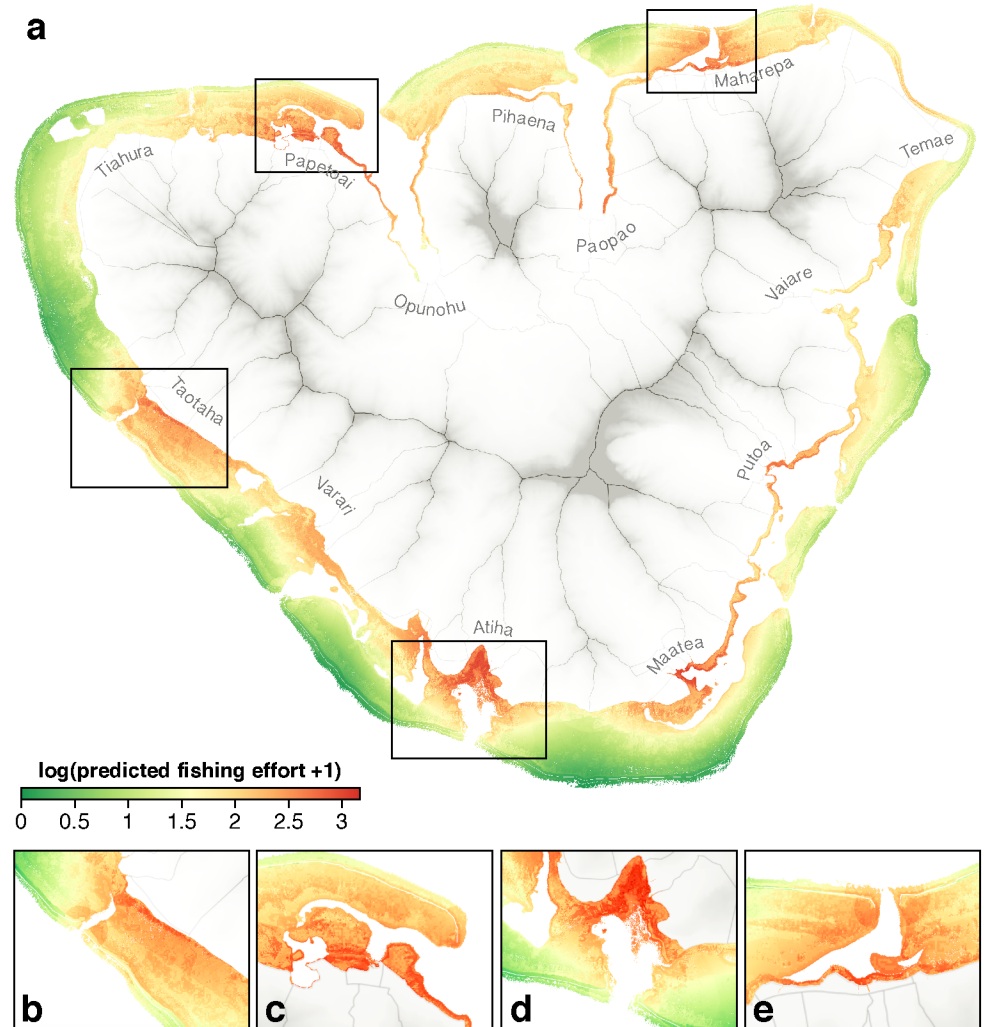 a
Maharepa
Pihaena
Temae
Tiahura
Papetoai
Paopao
Vaiare
Opunohu
Taotaha
Putoa
Varari
Atiha
Maatea
log(predicted fishing effort +1)
0 0.5 1 1.5 2 2.5 3
b c d e